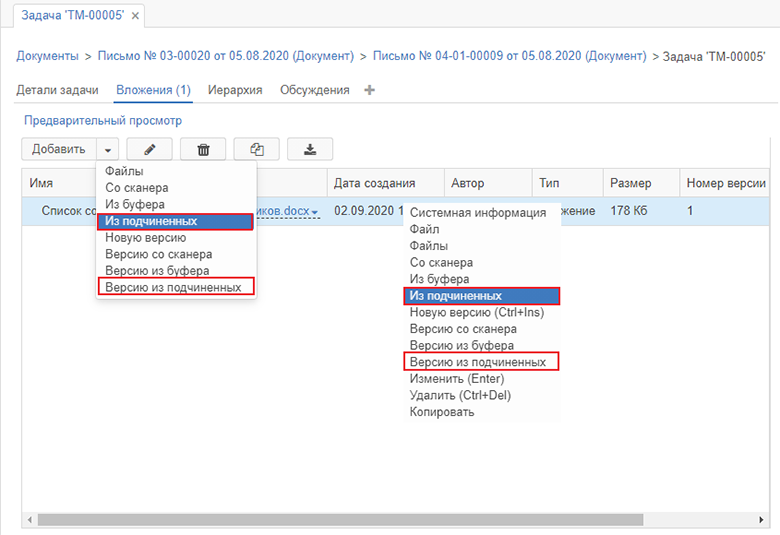 Задача 'ТМ-00005' ×
Документы > Письмо № 03-00020 от 05.08.2020 (Документ) > Письмо № 04-01-00009 от 05.08.2020 (Документ) > Задача 'ТМ-00005'
Детали задачи Вложения (1) Иерархия Обсуждения
Предварительный просмотр
Добавить
Имя Дата создания Автор Тип Размер Номер версии
Список со иков.docx 02.09.2020 1 жение 178 Кб 1
Файлы
Со сканера
Из буфера
Из подчиненных
Новую версию
Версию со сканера
Версию из буфера
Версию из подчиненных
Системная информация
Файл
Файлы
Со сканера
Из буфера
Из подчиненных
Новую версию (Ctrl+Ins)
Версию со сканера
Версию из буфера
Версию из подчиненных
Изменить (Enter)
Удалить (Ctrl+Del)
Копировать